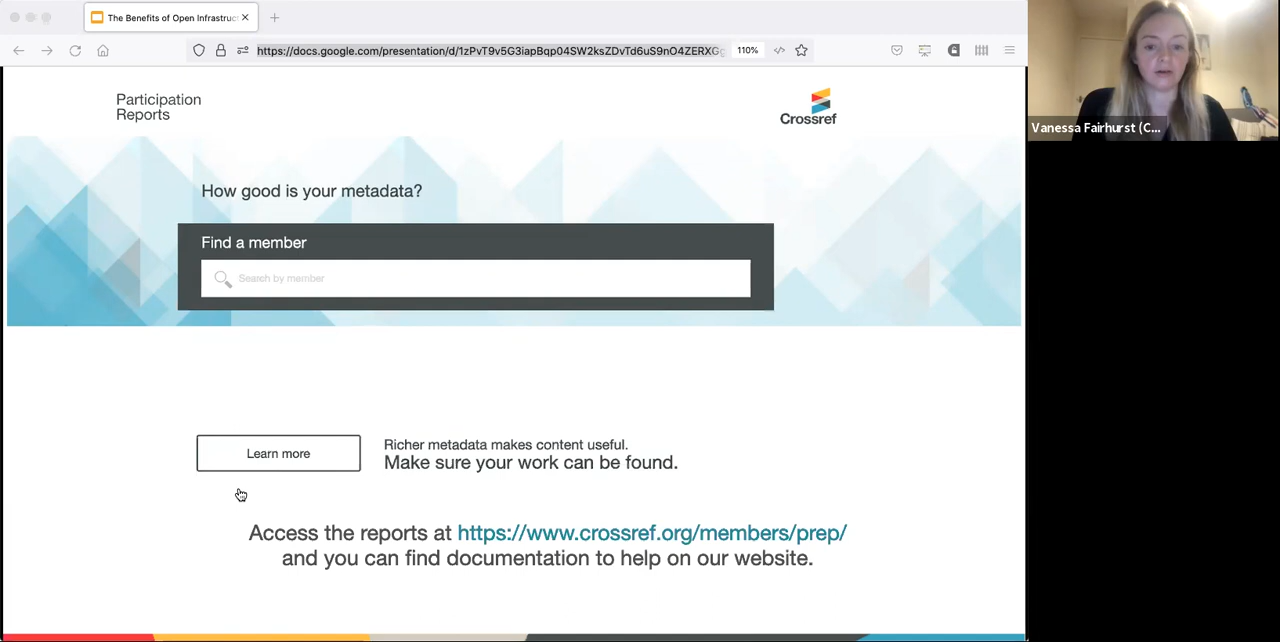 The Benefits of Open Infrastruc
https://docs.google.com/presentation/d/1zPvT9v5G3iapBqp04SW2ksZDvTd6uS9nO4ZERXG
110%
Participation
Reports
Crossref
Vanessa Fairhurst (C...
How good is your metadata?
Find a member
Search by member
Learn more
Richer metadata makes content useful.
Make sure your work can be found.
Access the reports at https://www.crossref.org/members/prep/
and you can find documentation to help on our website.